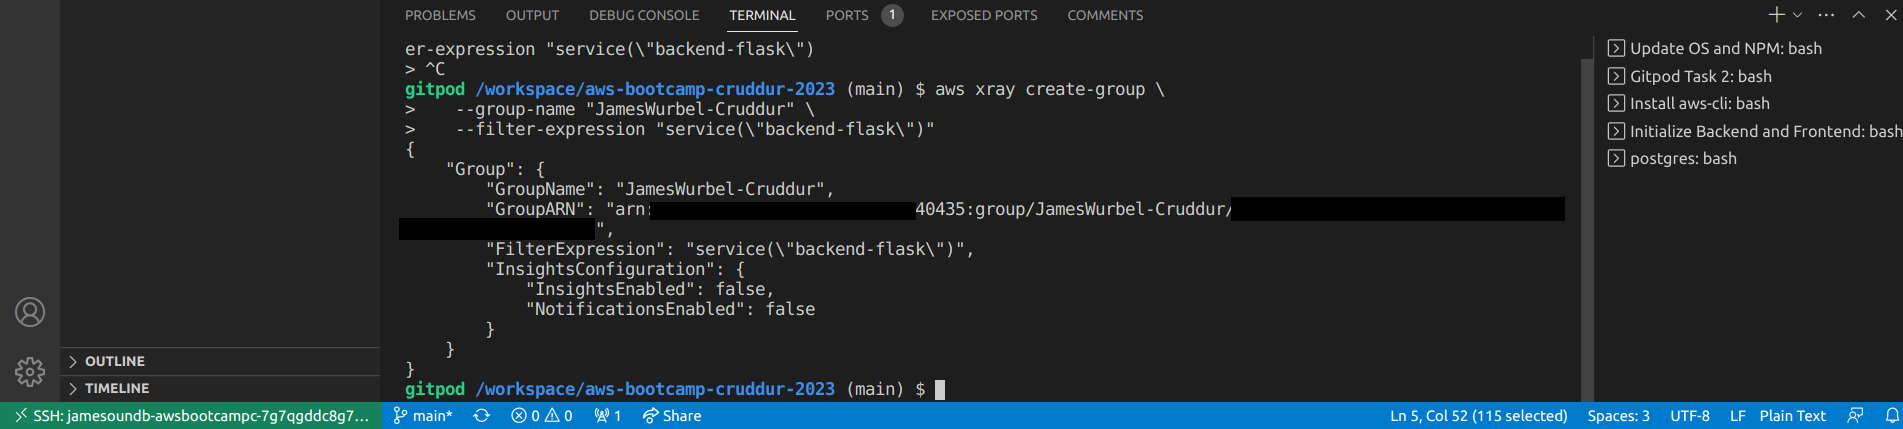 PROBLEMS OUTPUT DEBUG CONSOLE TERMINAL PORTS 1 EXPOSED PORTS COMMENTS
er-expression "service(\"backend-flask\")
> ^C
gitpod /workspace/aws-bootcamp-cruddur-2023 (main) $ aws xray create-group \
>    --group-name "JamesWurbel-Cruddur" \
>    --filter-expression "service(\"backend-flask\")"
{
    "Group": {
        "GroupName": "JamesWurbel-Cruddur",
        "GroupARN": "arn: 40435:group/JamesWurbel-Cruddur/
",
        "FilterExpression": "service(\"backend-flask\")",
        "InsightsConfiguration": {
            "InsightsEnabled": false,
            "NotificationsEnabled": false
        }
    }
}
gitpod /workspace/aws-bootcamp-cruddur-2023 (main) $
Update OS and NPM: bash
Gitpod Task 2: bash
Install aws-cli: bash
Initialize Backend and Frontend: bash
postgres: bash
OUTLINE
TIMELINE
SSH: jamesoundb-awsbootcampc-7g7qgddc8g7... main* 0 0 1 Share Ln 5, Col 52 (115 selected) Spaces: 3 UTF-8 LF Plain Text